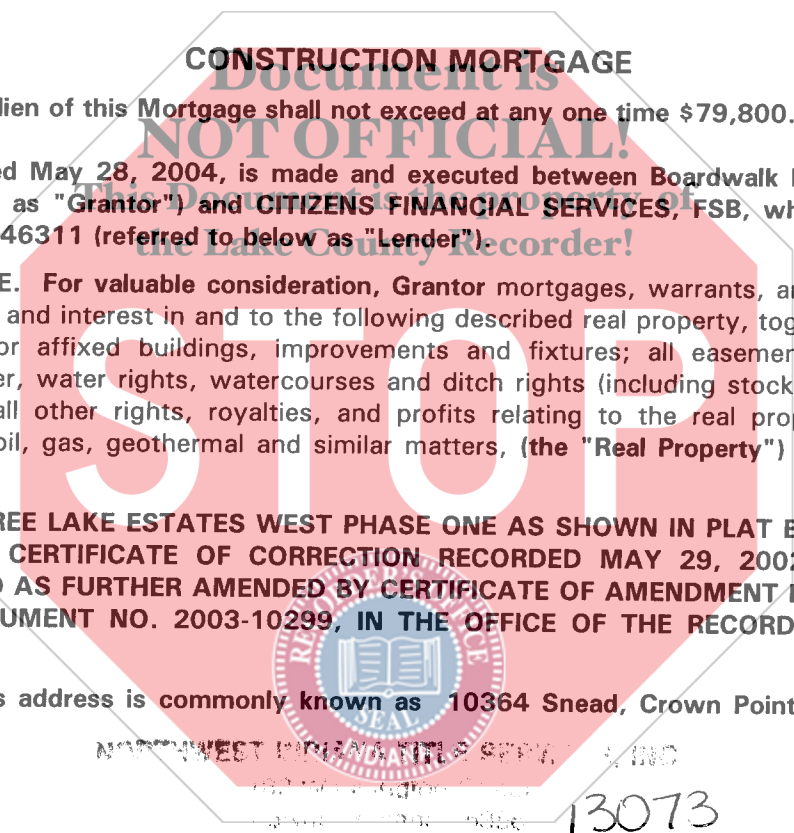 CONSTRUCTION MORTGAGE
Document is
lien of this Mortgage shall not exceed at any one time $79,800.
NOT OFFICIAL!
ed May 28, 2004, is made and executed between Boardwalk
This Document is the property of
as "Grantor") and CITIZENS FINANCIAL SERVICES, FSB, wh
46311 (referred to below as "Lender").
the Lake County Recorder!
E. For valuable consideration, Grantor mortgages, warrants, a
and interest in and to the following described real property, tog
or affixed buildings, improvements and fixtures; all easemen
er, water rights, watercourses and ditch rights (including stock
all other rights, royalties, and profits relating to the real prop
oil, gas, geothermal and similar matters, (the "Real Property")
STOP
REE LAKE ESTATES WEST PHASE ONE AS SHOWN IN PLAT B
CERTIFICATE OF CORRECTION RECORDED MAY 29, 2002
AS FURTHER AMENDED BY CERTIFICATE OF AMENDMENT
UMENT NO. 2003-10299, IN THE OFFICE OF THE RECORD
RECORDER'S OFFICE
SEAL
INDIANA
s address is commonly known as 10364 Snead, Crown Point
NORTHWEST INDIANA TITLE INC
13073